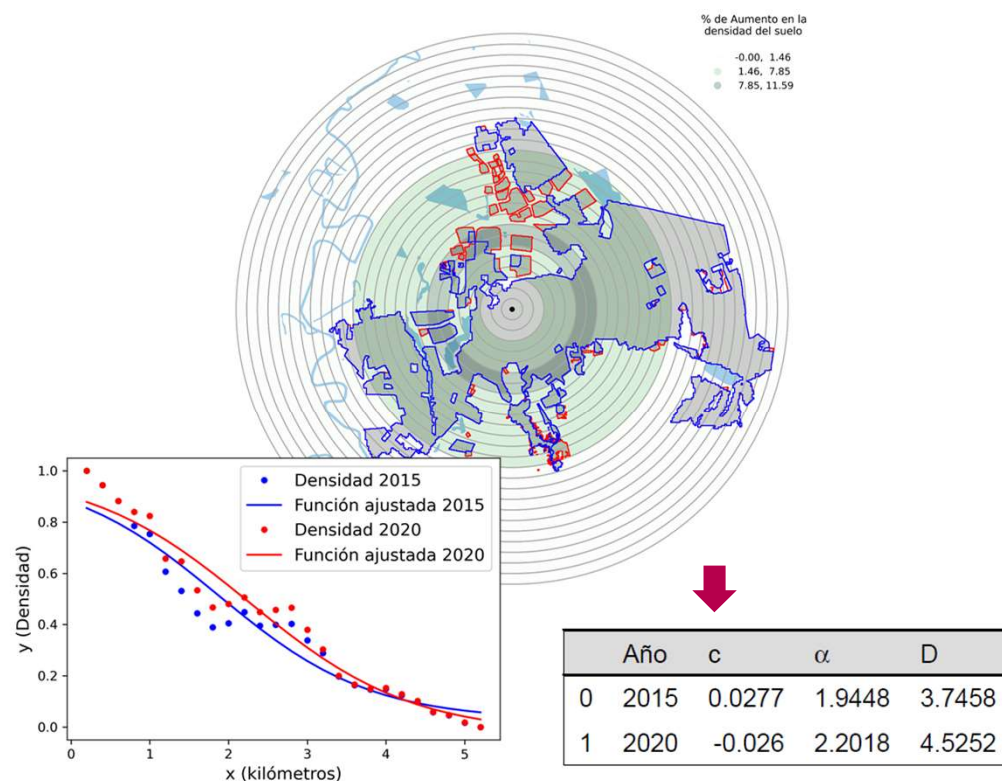 % de Aumento en la
densidad del suelo
-0.00, 1.46
1.46, 7.85
7.85, 11.59
1.0
0.8
0.6
0.4
0.2
0.0
y (Densidad)
Densidad 2015
Función ajustada 2015
Densidad 2020
Función ajustada 2020
0 1 2 3 4 5
x (kilómetros)
Año c α D
0 2015 0.0277 1.9448 3.7458
1 2020 -0.026 2.2018 4.5252